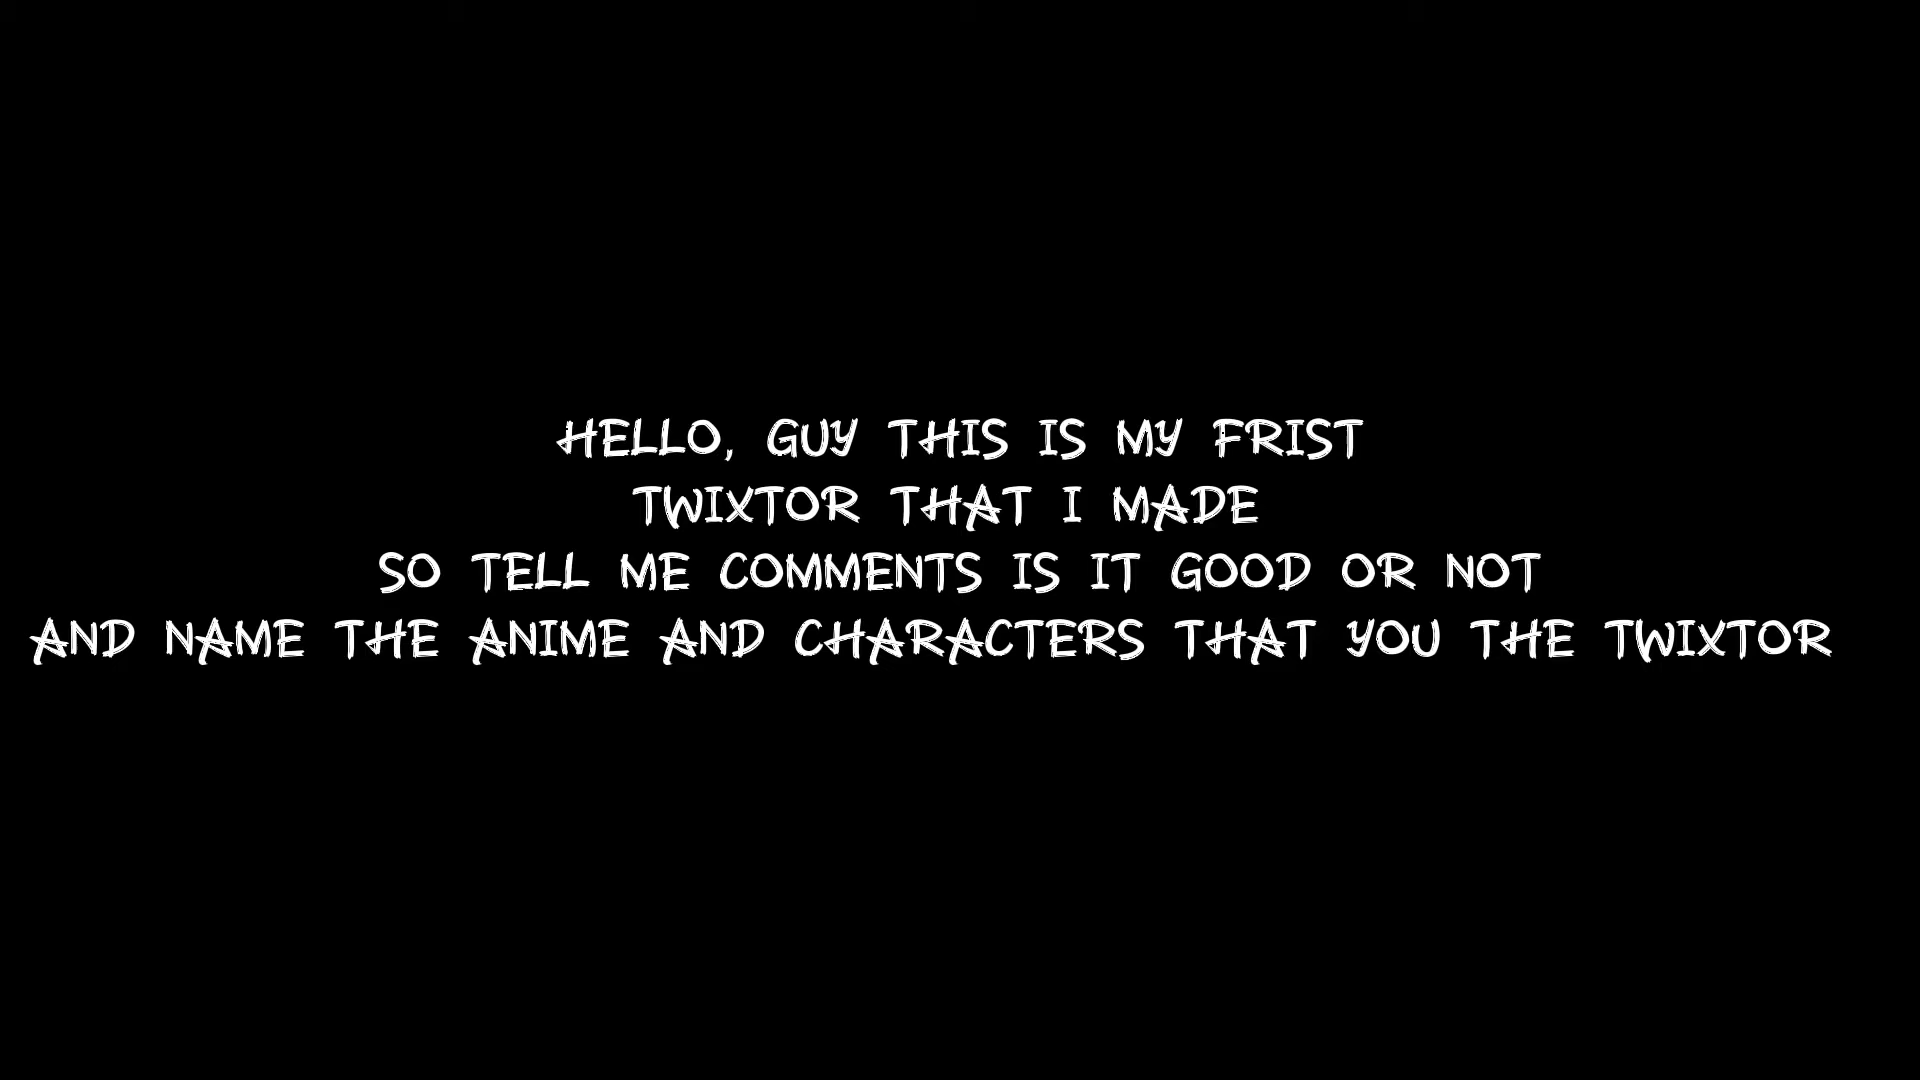 HELLO, GUY THIS IS MY FRIST
TWIXTOR THAT I MADE
SO TELL ME COMMENTS IS IT GOOD OR NOT
AND NAME THE ANIME AND CHARACTERS THAT YOU THE TWIXTOR